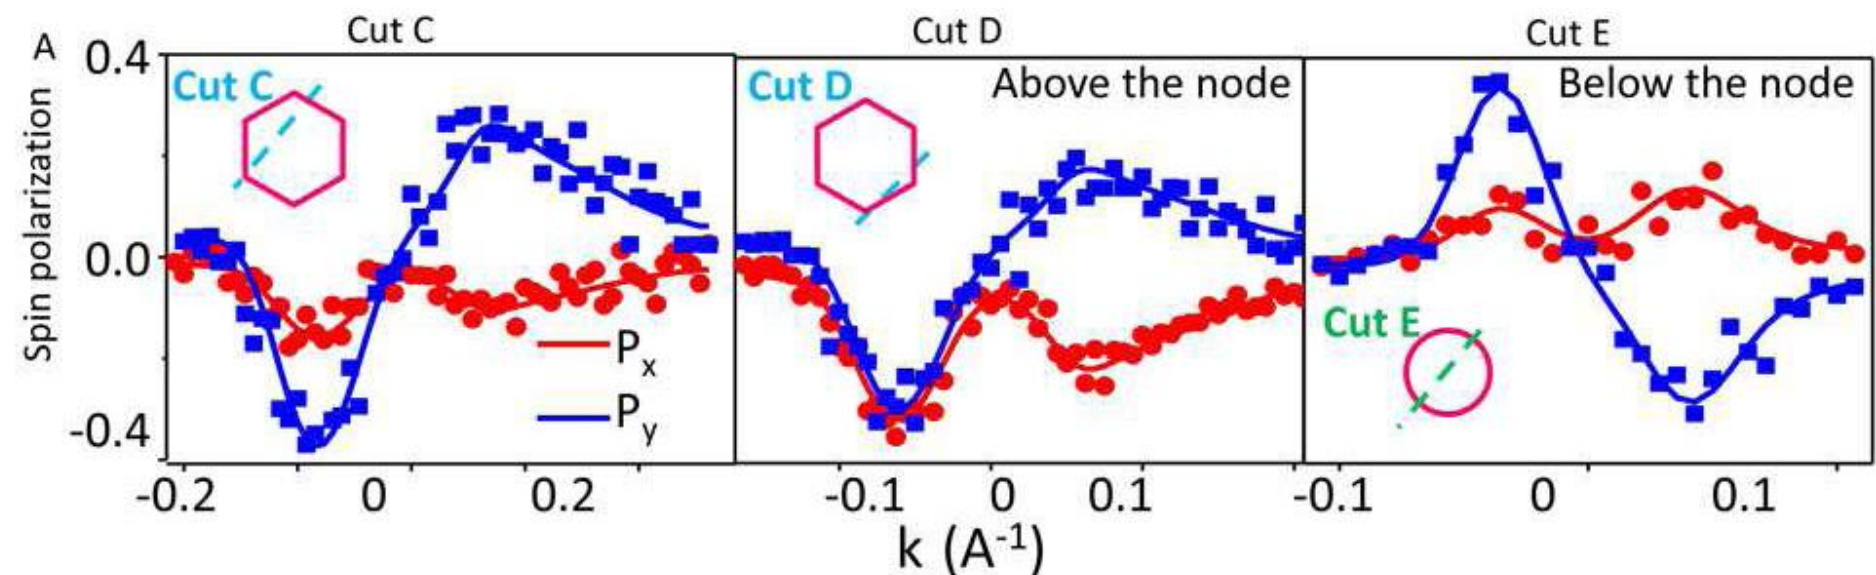 Cut C Cut D Cut E
A
0.4
0.0
-0.4
Spin polarization
Cut C
Cut D
Above the node
Below the node
Cut E
Px
Py
-0.2 0 0.2
-0.1 0 0.1
-0.1 0 0.1
k (A⁻¹)